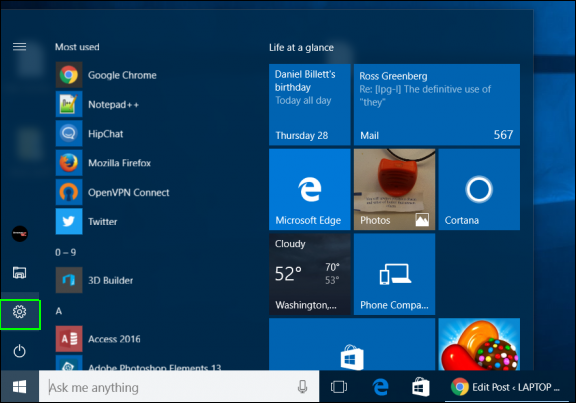 Most used
Google Chrome
Notepad++
HipChat
Mozilla Firefox
OpenVPN Connect
Twitter
0 – 9
3D Builder
A
Access 2016
Adobe Photoshop Elements 13
Life at a glance
Daniel Billett's
birthday
Today all day
Thursday 28
Ross Greenberg
Re: [lpg-l] The definitive use of
"they"
Mail
567
Microsoft Edge
Photos
Cortana
Cloudy
52°
70°
53°
Washington,...
Phone Compa...
Ask me anything
Edit Post ‹ LAPTOP ...